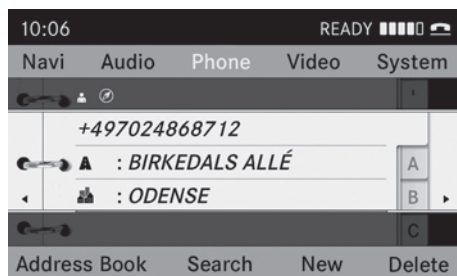 10:06 READY
Navi Audio Phone Video System
+497024868712
A : BIRKEDALS ALLÉ
A
: ODENSE
B
C
Address Book Search New Delete